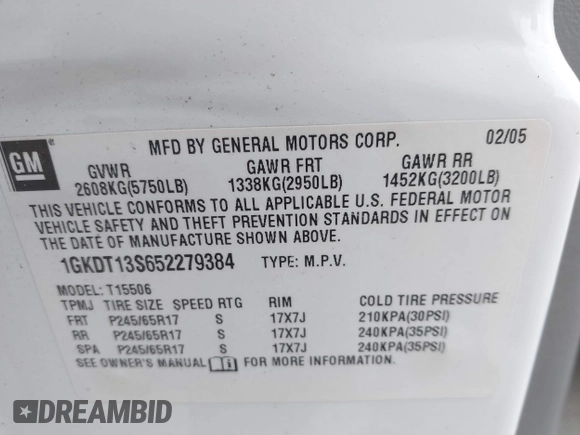 GM
MFD BY GENERAL MOTORS CORP. 02/05
GVWR GAWR FRT GAWR RR
2608KG(5750LB) 1338KG(2950LB) 1452KG(3200LB)
THIS VEHICLE CONFORMS TO ALL APPLICABLE U.S. FEDERAL MOTOR
VEHICLE SAFETY AND THEFT PREVENTION STANDARDS IN EFFECT ON
THE DATE OF MANUFACTURE SHOWN ABOVE.
1GKDT13S652279384 TYPE: M.P.V.
MODEL: T15506
TPMJ TIRE SIZE SPEED RTG RIM COLD TIRE PRESSURE
FRT P245/65R17 S 17X7J 210KPA(30PSI)
RR P245/65R17 S 17X7J 240KPA(35PSI)
SPA P245/65R17 S 17X7J 240KPA(35PSI)
SEE OWNER'S MANUAL FOR MORE INFORMATION.
DREAMBID